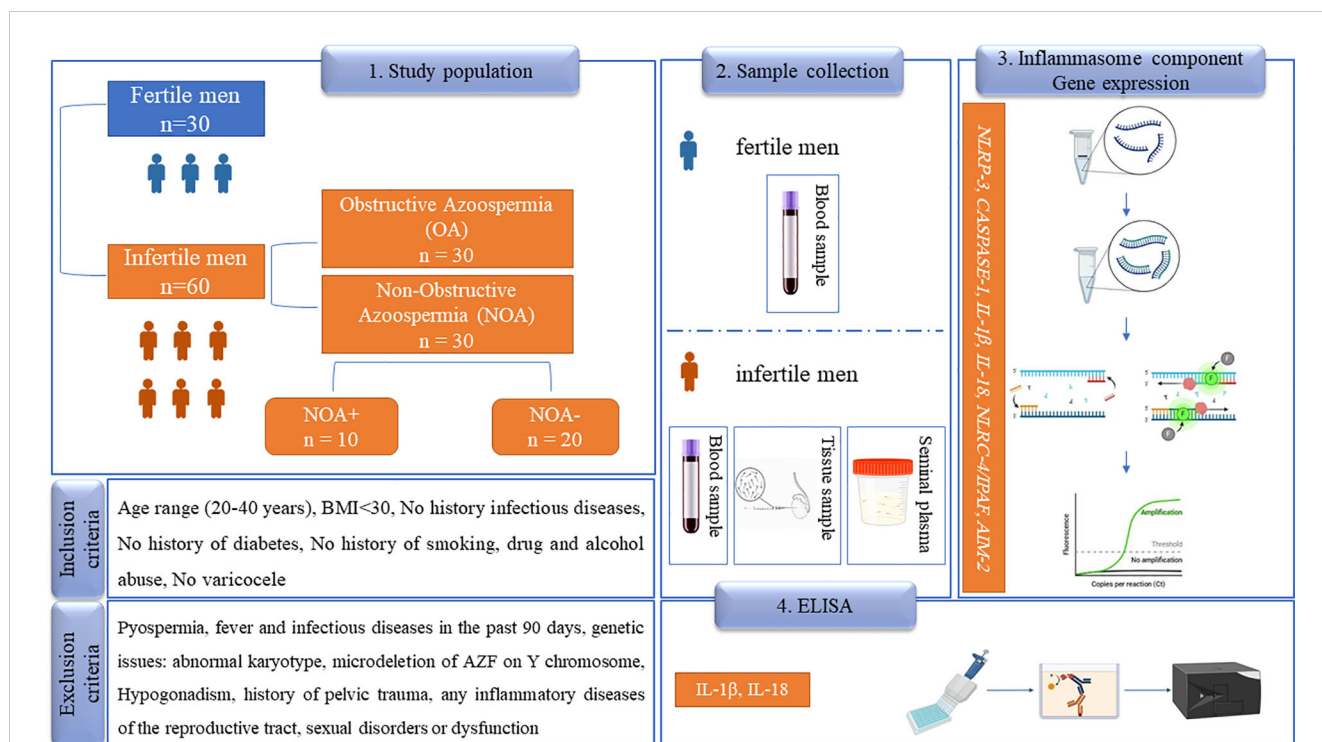 1. Study population
Fertile men
n=30
Infertile men
n=60
Obstructive Azoospermia
(OA)
n = 30
Non-Obstructive
Azoospermia (NOA)
n = 30
NOA+
n = 10
NOA-
n = 20
Inclusion
criteria
Age range (20-40 years), BMI<30, No history infectious diseases,
No history of diabetes, No history of smoking, drug and alcohol
abuse, No varicocele
Exclusion
criteria
Pyospermia, fever and infectious diseases in the past 90 days, genetic
issues: abnormal karyotype, microdeletion of AZF on Y chromosome,
Hypogonadism, history of pelvic trauma, any inflammatory diseases
of the reproductive tract, sexual disorders or dysfunction
2. Sample collection
fertile men
Blood sample
infertile men
Blood sample
Tissue sample
Seminal plasma
3. Inflammasome component
Gene expression
NLRP-3, CASPASE-1, IL-1β, IL-18, NLRC-4/IPAF, AIM-2
F
5'
3'
5'
3'
F
3'
5'
F
F
Fluorescence
Amplification
Threshold
No amplification
Copies per reaction (Ct)
4. ELISA
IL-1β, IL-18